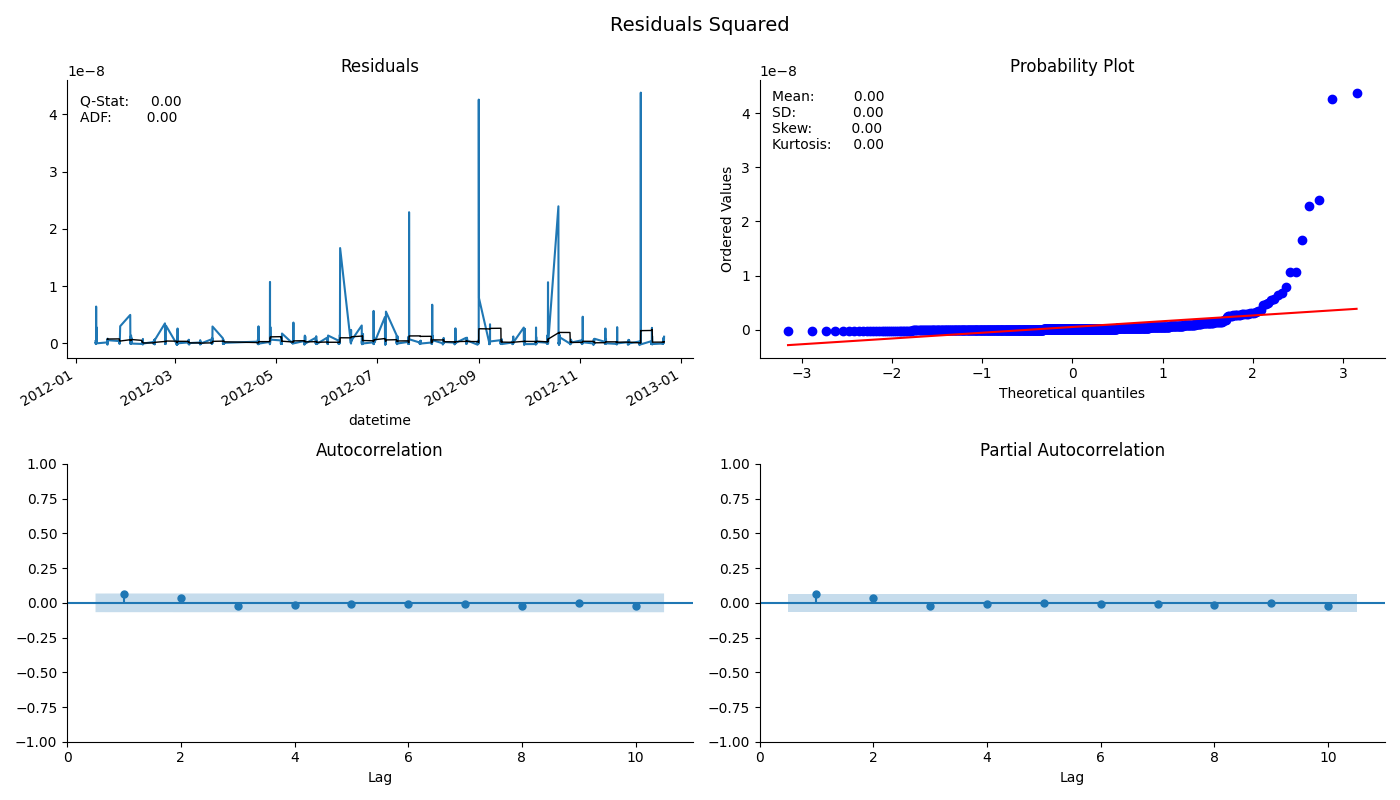 Residuals Squared
Residuals
1e−8
Q-Stat: 0.00
ADF: 0.00
4
3
2
1
0
2012-01
2012-03
2012-05
2012-07
2012-09
2012-11
2013-01
datetime
Probability Plot
1e−8
Mean: 0.00
SD: 0.00
Skew: 0.00
Kurtosis: 0.00
Ordered Values
4
3
2
1
0
−3 −2 −1 0 1 2 3
Theoretical quantiles
Autocorrelation
1.00
0.75
0.50
0.25
0.00
−0.25
−0.50
−0.75
−1.00
0 2 4 6 8 10
Lag
Partial Autocorrelation
1.00
0.75
0.50
0.25
0.00
−0.25
−0.50
−0.75
−1.00
0 2 4 6 8 10
Lag